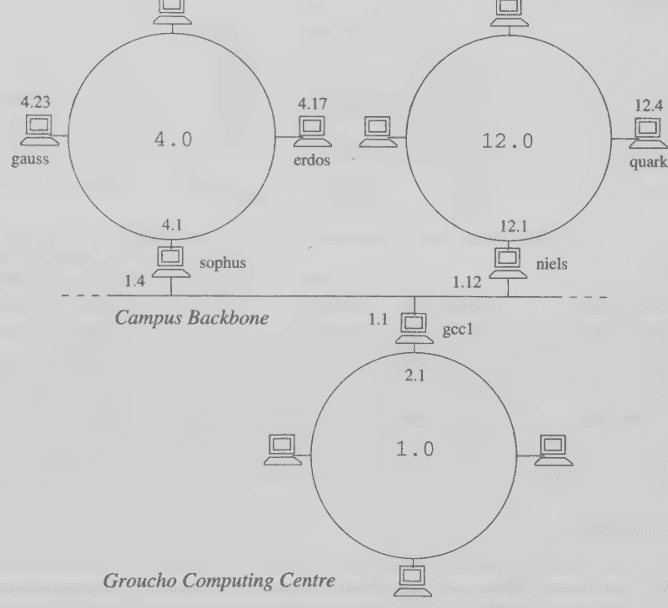 4.23
4.17
12.4
4.0
12.0
gauss
erdos
quark
4.1
12.1
sophus
niels
1.4
1.12
Campus Backbone
1.1
gcc1
2.1
1.0
Groucho Computing Centre